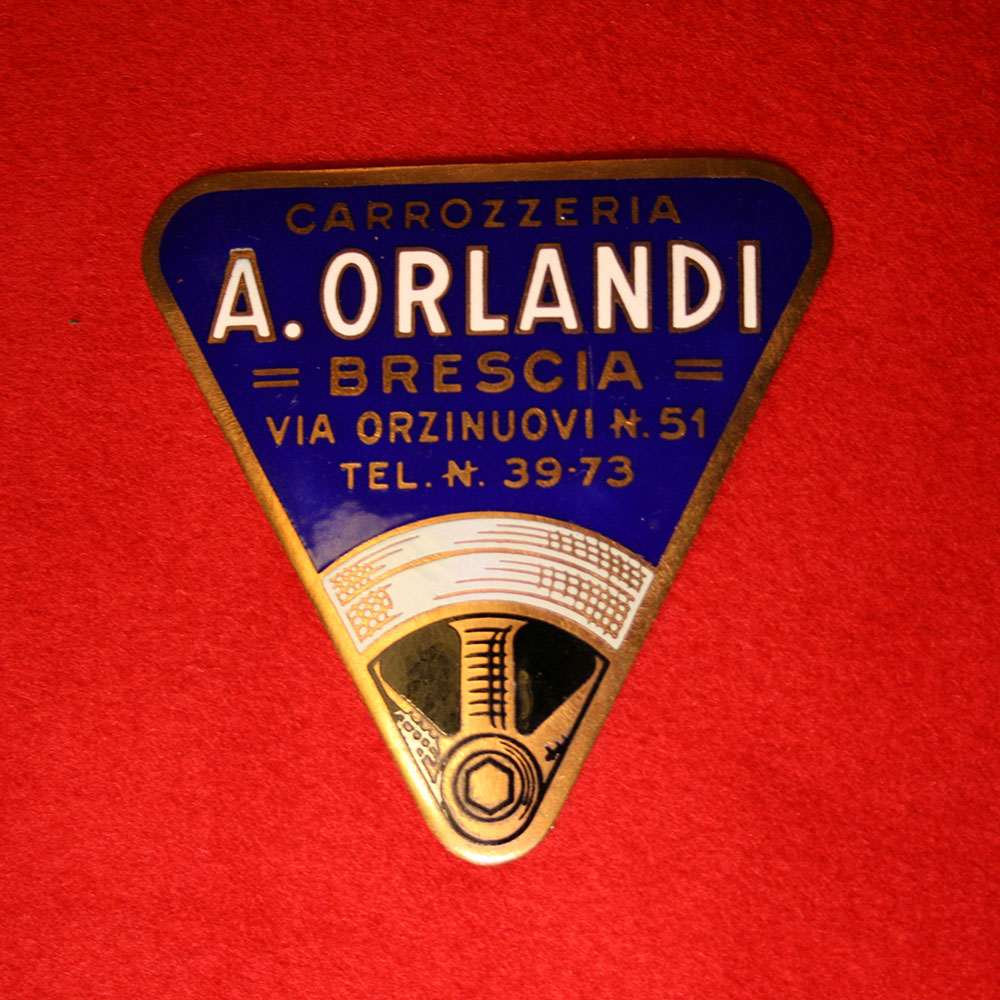 CARROZZERIA
A. ORLANDI
= BRESCIA =
VIA ORZINUOVI N. 51
TEL. N. 39-73